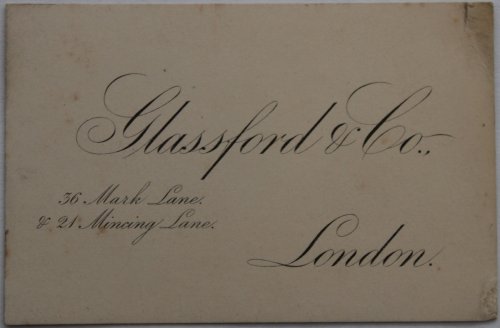 Glassford & Co.,
36 Mark Lane.
& 21 Mincing Lane.
London.